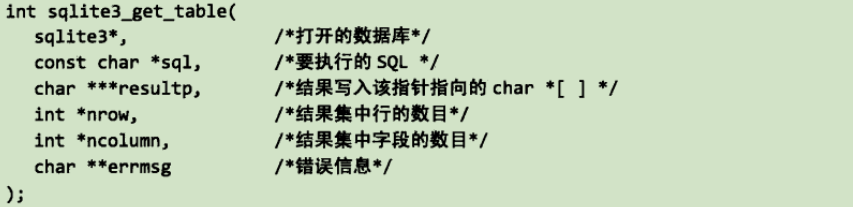 int sqlite3_get_table(
sqlite3*, /*打开的数据库*/
const char *sql, /*要执行的 SQL */
char ***resultp, /*结果写入该指针指向的 char *[ ] */
int *nrow, /*结果集中行的数目*/
int *ncolumn, /*结果集中字段的数目*/
char **errmsg /*错误信息*/
);